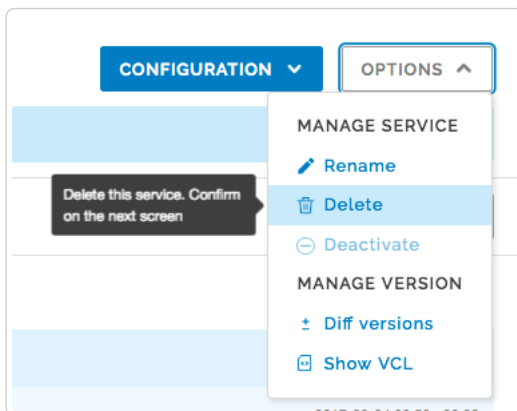 CONFIGURATION
OPTIONS
MANAGE SERVICE
Rename
Delete this service. Confirm
on the next screen
Delete
Deactivate
MANAGE VERSION
Diff versions
Show VCL